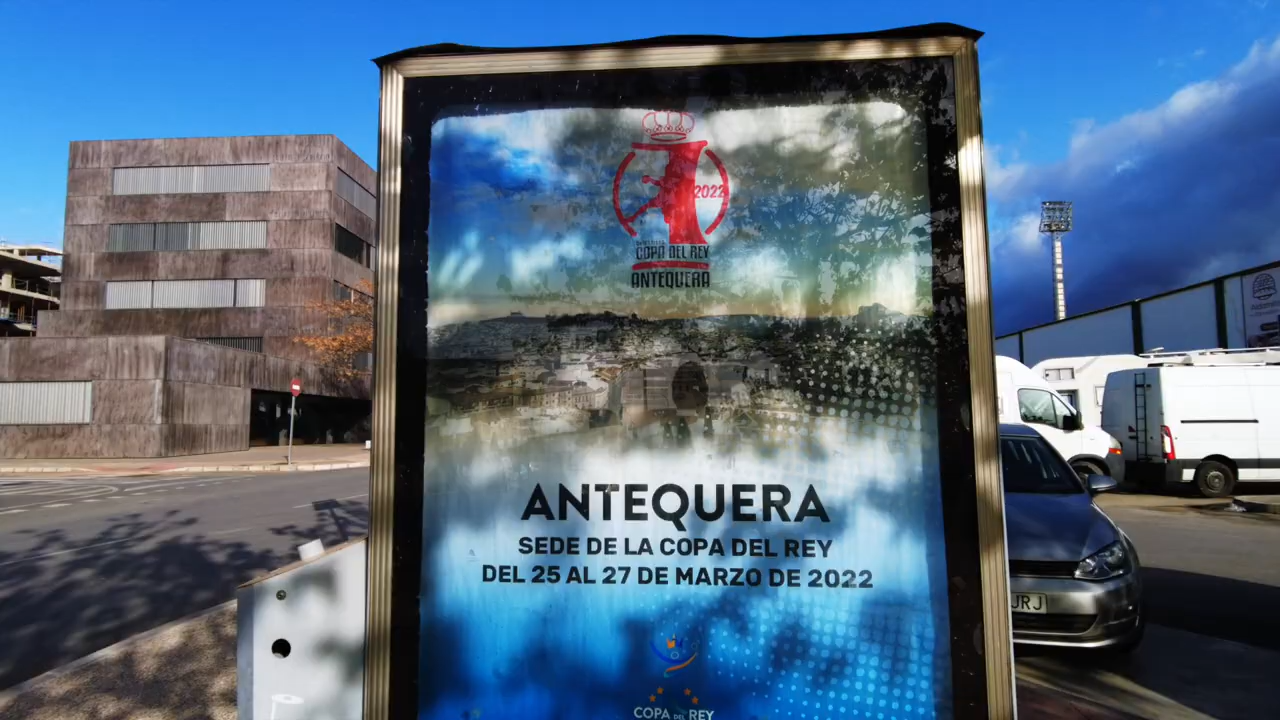 2022
COPA DEL REY
ANTEQUERA
ANTEQUERA
SEDE DE LA COPA DEL REY
DEL 25 AL 27 DE MARZO DE 2022
COPA DEL REY
JRJ